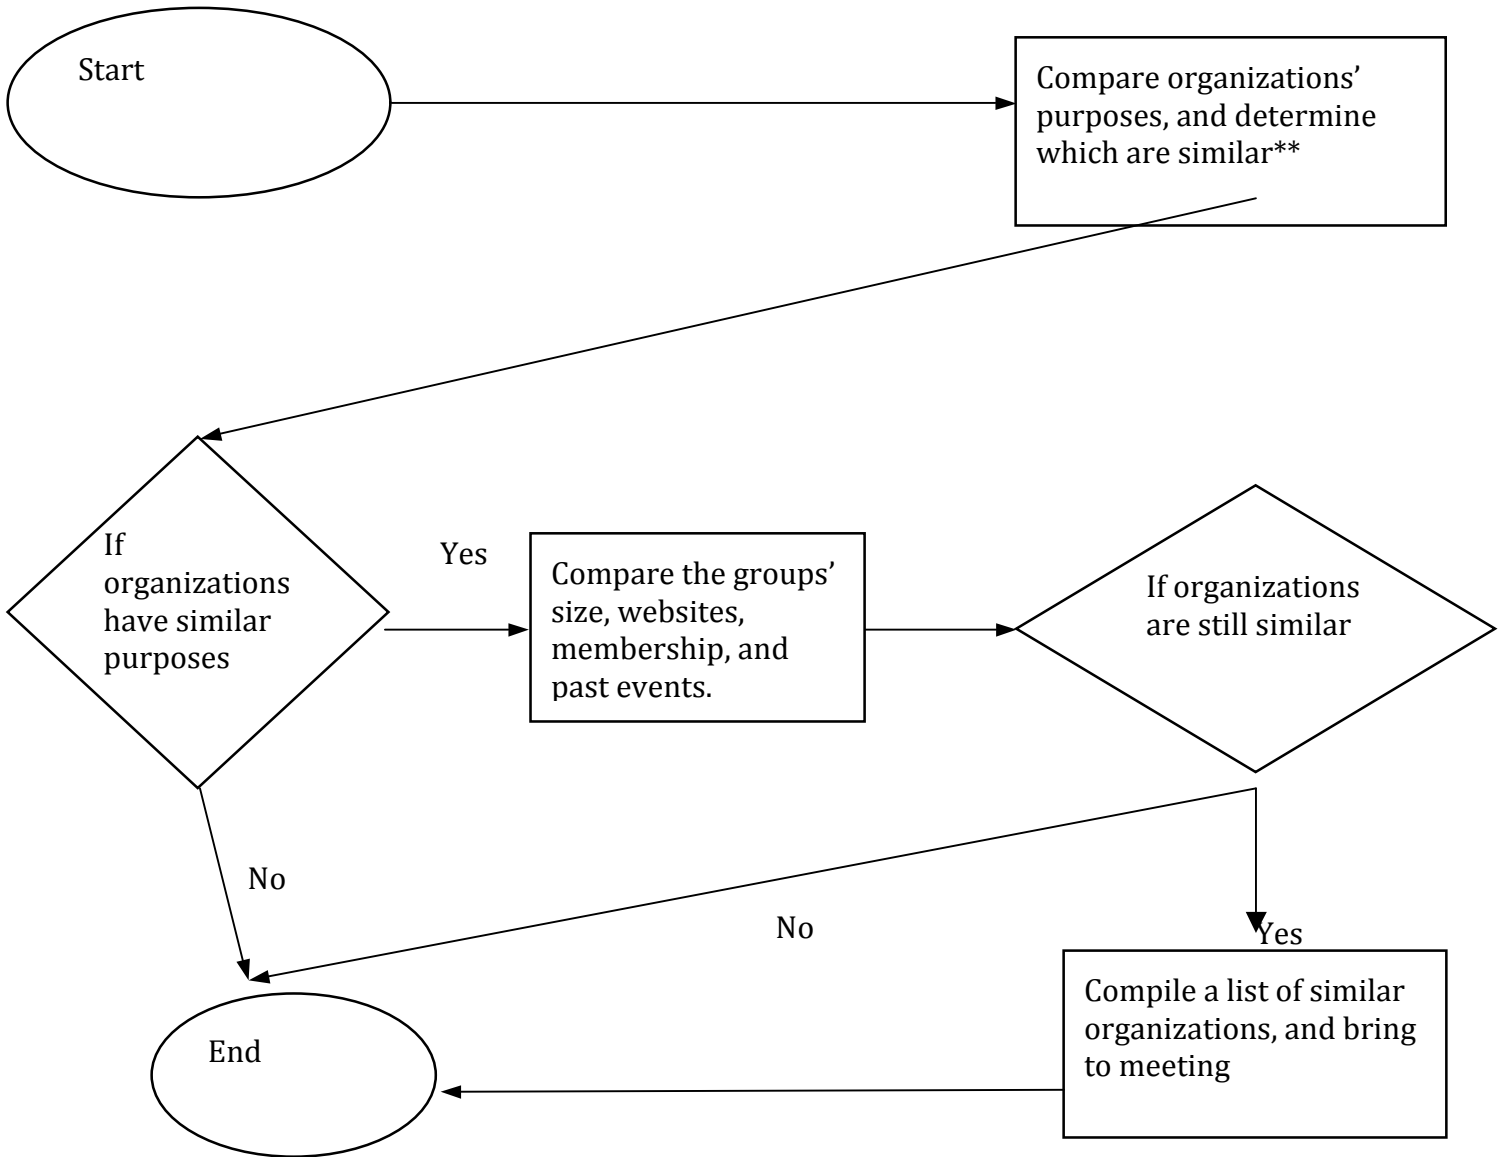 Start
Compare organizations’
purposes, and determine
which are similar**
If
organizations
have similar
purposes
Yes
Compare the groups’
size, websites,
membership, and
past events.
If organizations
are still similar
No
No
Yes
Compile a list of similar
organizations, and bring
to meeting
End